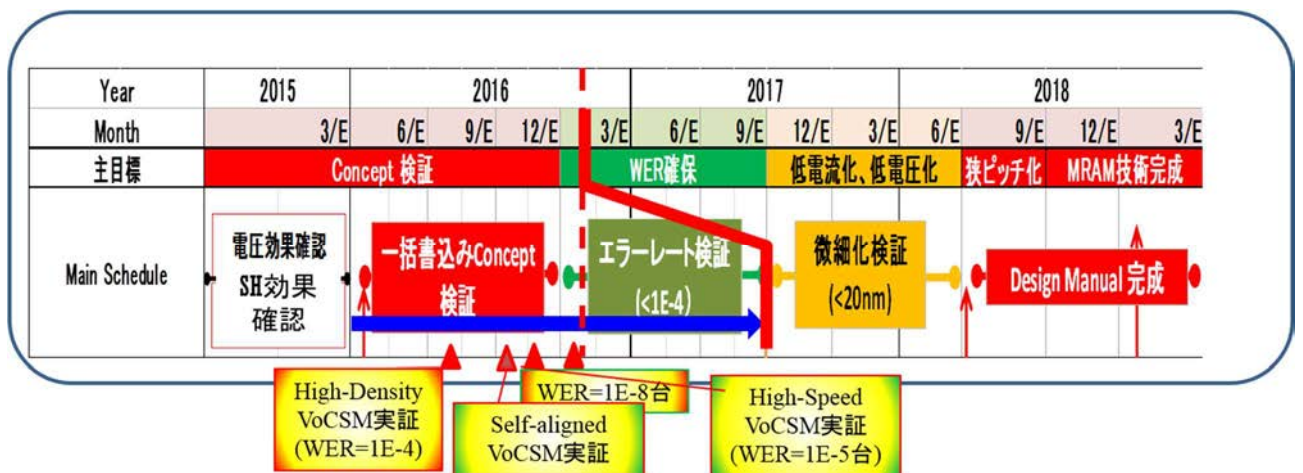 Year 2015 2016 2017 2018
Month 3/E 6/E 9/E 12/E 3/E 6/E 9/E 12/E 3/E 6/E 9/E 12/E 3/E
主目標 Concept 検証 WER確保 低電流化、低電圧化 狭ピッチ化 MRAM技術完成
Main Schedule
電圧効果確認
SH効果
確認
一括書込みConcept
検証
エラーレート検証
(<1E-4)
微細化検証
(<20nm)
Design Manual 完成
High-Density
VoCSM実証
(WER=1E-4)
WER=1E-8台
Self-aligned
VoCSM実証
High-Speed
VoCSM実証
(WER=1E-5台)